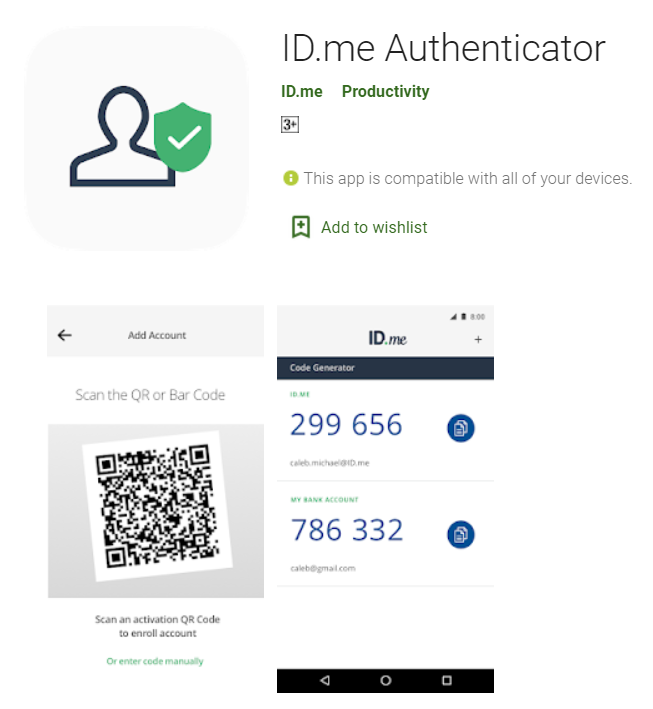 ID.me Authenticator
ID.me Productivity
3+
This app is compatible with all of your devices.
Add to wishlist
Add Account
Scan the QR or Bar Code
Scan an activation QR Code
to enroll account
Or enter code manually
8:00
ID.me +
Code Generator
ID.ME
299 656
caleb.michael@ID.me
MY BANK ACCOUNT
786 332
caleb@gmail.com